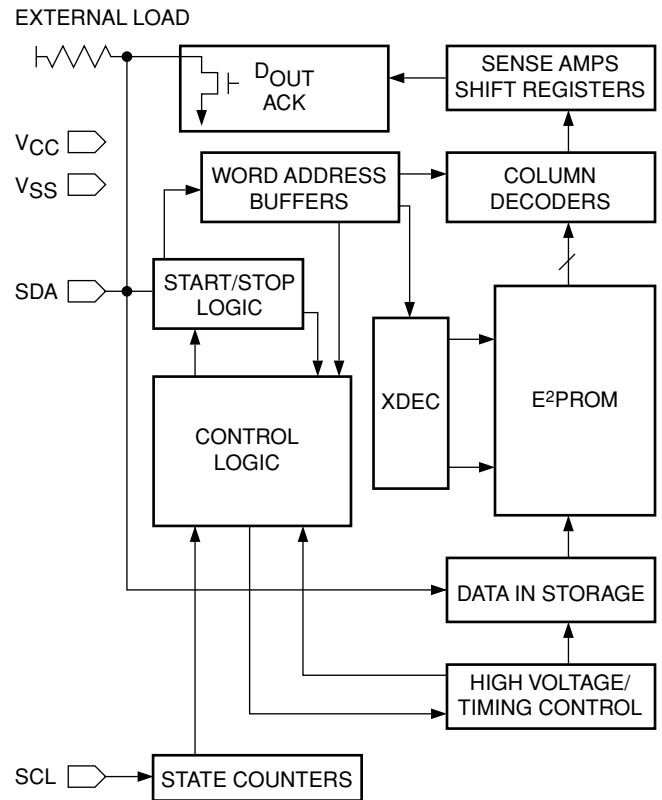 EXTERNAL LOAD
DOUT
ACK
SENSE AMPS
SHIFT REGISTERS
VCC
WORD ADDRESS
BUFFERS
COLUMN
DECODERS
VSS
SDA
START/STOP
LOGIC
XDEC
E2PROM
CONTROL
LOGIC
DATA IN STORAGE
HIGH VOLTAGE/
TIMING CONTROL
SCL
STATE COUNTERS